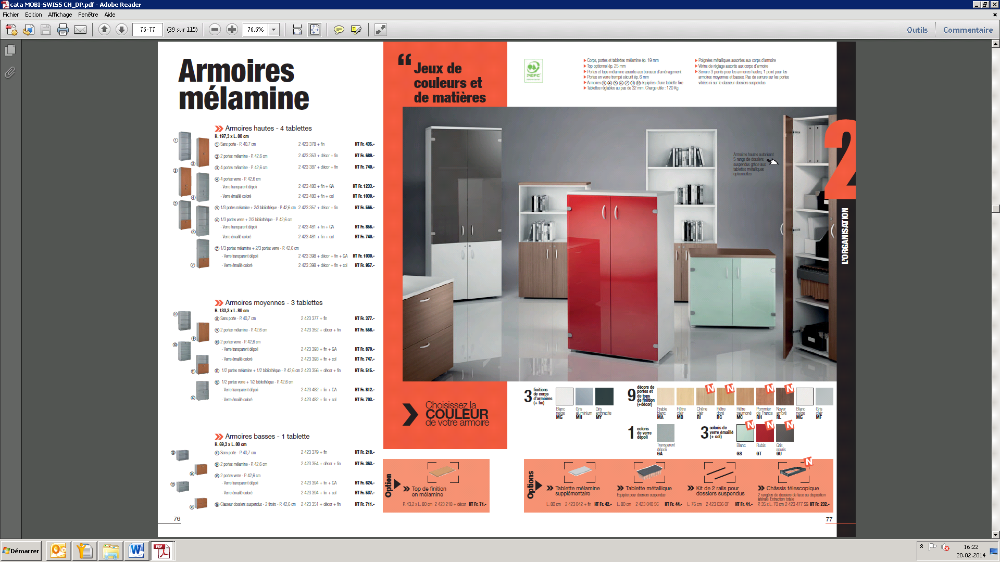 cata MOBI-SWISS CH_DP.pdf - Adobe Reader
Fichier Edition Affichage Fenêtre Aide
76-77 (39 sur 115) 76.6% Outils Commentaire
Armoires
mélamine
Armoires hautes - 4 tablettes
H. 197,3 x L. 80 cm
① Sans porte - P. 40,7 cm 2 423 378 + fin HT Fr. 435.-
② 2 portes mélamine - P. 42,6 cm 2 423 353 + décor + fin HT Fr. 689.-
③ 4 portes mélamine - P. 42,6 cm 2 423 387 + décor + fin HT Fr. 740.-
④ 4 portes verre - P. 42,6 cm
- Verre transparent dépoli 2 423 480 + fin + GA HT Fr. 1233.-
- Verre émaillé coloré 2 423 480 + fin + col HT Fr. 1030.-
⑤ 1/3 portes mélamine + 2/3 bibliothèque - P. 42,6 cm 2 423 357 + décor + fin HT Fr. 566.-
⑥ 1/3 portes verre + 2/3 bibliothèque - P. 42,6 cm
- Verre transparent dépoli 2 423 481 + fin + GA HT Fr. 856.-
- Verre émaillé coloré 2 423 481 + fin + col HT Fr. 740.-
⑦ 1/3 portes mélamine + 2/3 portes verre - P. 42,6 cm
- Verre transparent dépoli 2 423 398 + décor + fin + GA HT Fr. 1030.-
- Verre émaillé coloré 2 423 398 + décor + fin + col HT Fr. 957.-
Armoires moyennes - 3 tablettes
H. 133,3 x L. 80 cm
⑧ Sans porte - P. 40,7 cm 2 423 377 + fin HT Fr. 377.-
⑨ 2 portes mélamine - P. 42,6 cm 2 423 352 + décor + fin HT Fr. 558.-
⑩ 2 portes verre - P. 42,6 cm
- Verre transparent dépoli 2 423 393 + fin + GA HT Fr. 870.-
- Verre émaillé coloré 2 423 393 + fin + col HT Fr. 747.-
⑪ 1/2 portes mélamine + 1/2 bibliothèque - P. 42,6 cm 2 423 356 + décor + fin HT Fr. 515.-
⑫ 1/2 portes verre + 1/2 bibliothèque - P. 42,6 cm
- Verre transparent dépoli 2 423 482 + fin + GA HT Fr. 812.-
- Verre émaillé coloré 2 423 482 + fin + col HT Fr. 703.-
Armoires basses - 1 tablette
H. 69,3 x L. 80 cm
⑬ Sans porte - P. 40,7 cm 2 423 379 + fin HT Fr. 218.-
⑭ 2 portes mélamine - P. 42,6 cm 2 423 354 + décor + fin HT Fr. 363.-
⑮ 2 portes verre - P. 42,6 cm
- Verre transparent dépoli 2 423 394 + fin + GA HT Fr. 624.-
- Verre émaillé coloré 2 423 394 + fin + col HT Fr. 537.-
⑯ Classeur dossiers suspendus - 2 tiroirs - P. 42,6 cm 2 423 351 + décor + fin HT Fr. 711.-
76
“ Jeux de
couleurs et
de matières
PEFC
Corps, portes et tablettes mélamine ép. 19 mm
Top optionnel ép. 25 mm
Portes et tops mélamine assortis aux bureaux d'aménagement
Portes en verre trempé sécurit ép. 6 mm
Armoires ③ ④ ⑤ ⑥ ⑦ ⑪ ⑫ équipées d'une tablette fixe
Tablettes réglables au pas de 32 mm. Charge utile : 120 Kg
Poignées métalliques assorties aux corps d'armoire
Vérins de réglage assortis aux corps d'armoire
Serrure 3 points pour les armoires hautes, 1 point pour les
armoires moyennes et basses. Pas de serrure sur les portes
vitrées ni sur le classeur dossiers suspendus
Armoires hautes autorisant
5 rangs de dossiers
suspendus grâce aux
tablettes métalliques
optionnelles
2
L'ORGANISATION
Choisissez la
COULEUR
de votre armoire
3 finitions
de corps
d'armoires
(+ fin)
Blanc neige MG
Gris aluminium MH
Gris anthracite MY
9 décors de
portes et
de tops
de finition
(+décor)
Erable blanc MA
Hêtre clair MB
N Chêne clair RI
N Hêtre doré RC
Hêtre saumoné MC
N Pommier de France RH
N Noyer ambré RL
Blanc neige MG
Gris clair MF
1 coloris
de verre
dépoli
Transparent dépoli GA
3 coloris de
verre émaillé
(+ col)
N Blanc GS
N Rubis GT
N Gris souris GU
Option
Top de finition
en mélamine
P. 43,2 x L. 80 cm 2 423 218 + décor HT Fr. 71.-
Options
Tablette mélamine
supplémentaire
L. 80 cm 2 423 042 + fin HT Fr. 42.-
Tablette métallique
Equipée pour dossiers suspendus
L. 80 cm 2 423 040 SC HT Fr. 44.-
Kit de 2 rails pour
dossiers suspendus
L. 76 cm 2 423 036 OF HT Fr. 41.-
N
Châssis télescopique
2 rangées de dossiers de face ou disposition
latérale. Extraction totale
P. 35 x L. 70 cm 2 423 477 SG HT Fr. 232.-
77
Démarrer
16:22
20.02.2014